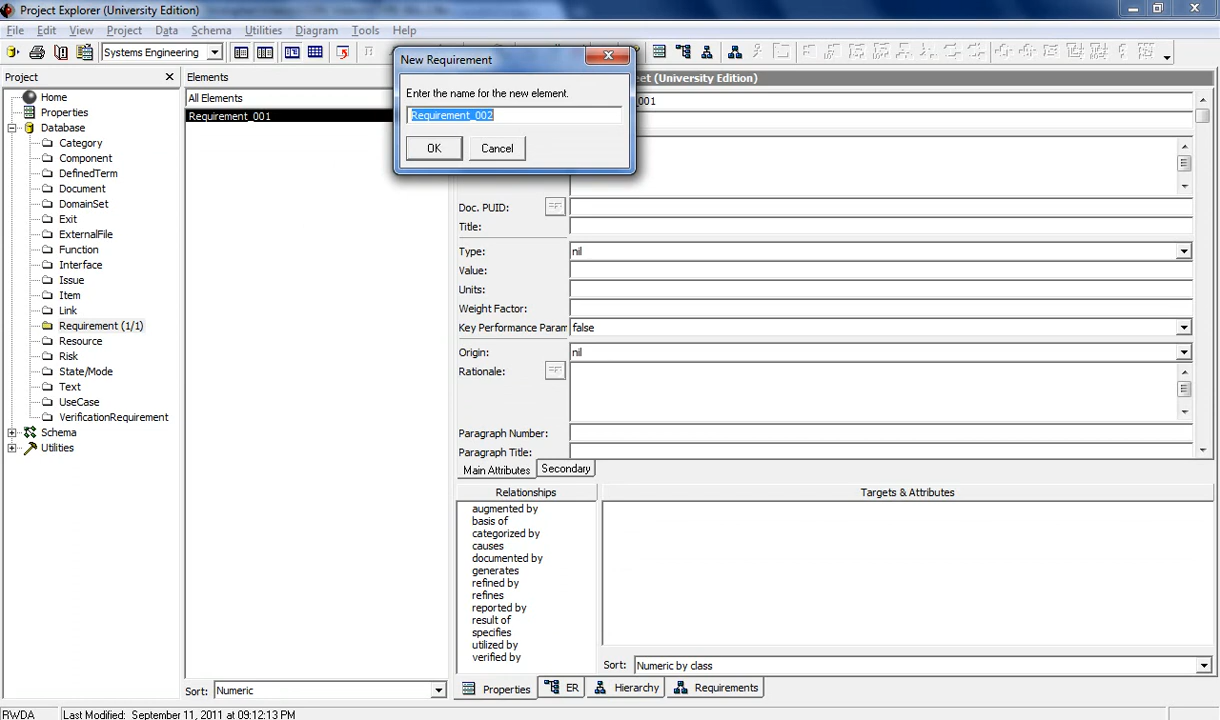 Project Explorer (University Edition)
File Edit View Project Data Schema Utilities Diagram Tools Help
Systems Engineering
Project
Home
Properties
Database
Category
Component
DefinedTerm
Document
DomainSet
Exit
ExternalFile
Function
Interface
Issue
Item
Link
Requirement (1/1)
Resource
Risk
State/Mode
Text
UseCase
VerificationRequirement
Schema
Utilities
Elements
All Elements
Requirement_001
Sort: Numeric
New Requirement
Enter the name for the new element.
Requirement_002
OK Cancel
(University Edition)
001
Doc. PUID:
Title:
Type: nil
Value:
Units:
Weight Factor:
Key Performance Param false
Origin: nil
Rationale:
Paragraph Number:
Paragraph Title:
Main Attributes Secondary
Relationships
augmented by
basis of
categorized by
causes
documented by
generates
refined by
refines
reported by
result of
specifies
utilized by
verified by
Targets & Attributes
Sort: Numeric by class
Properties ER Hierarchy Requirements
RWDA Last Modified: September 11, 2011 at 09:12:13 PM